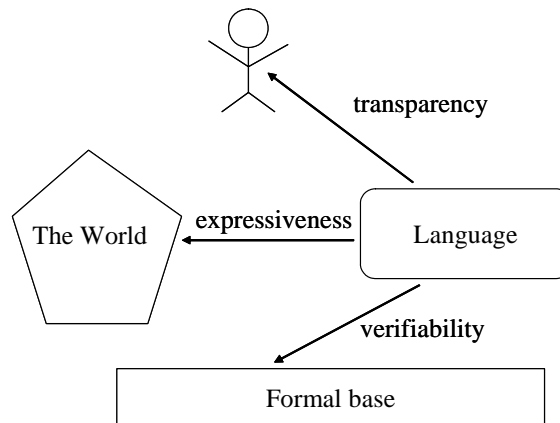 transparency
expressiveness
The World
Language
verifiability
Formal base